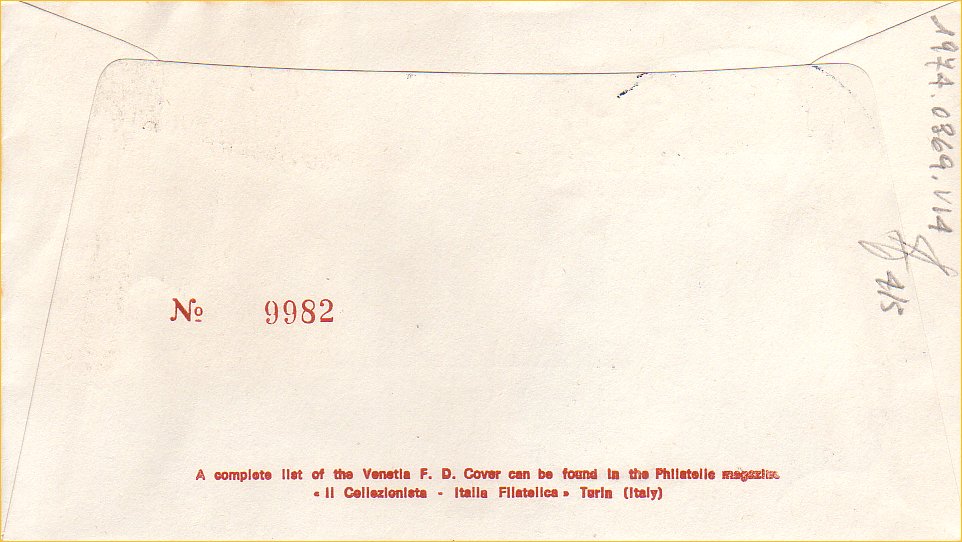 1974.0869.V14
4/5
No 9982
A complete list of the Venetia F. D. Cover can be found in the Philatelic magazine.
« Il Collezionista - Italia Filatelica » Turin (Italy)